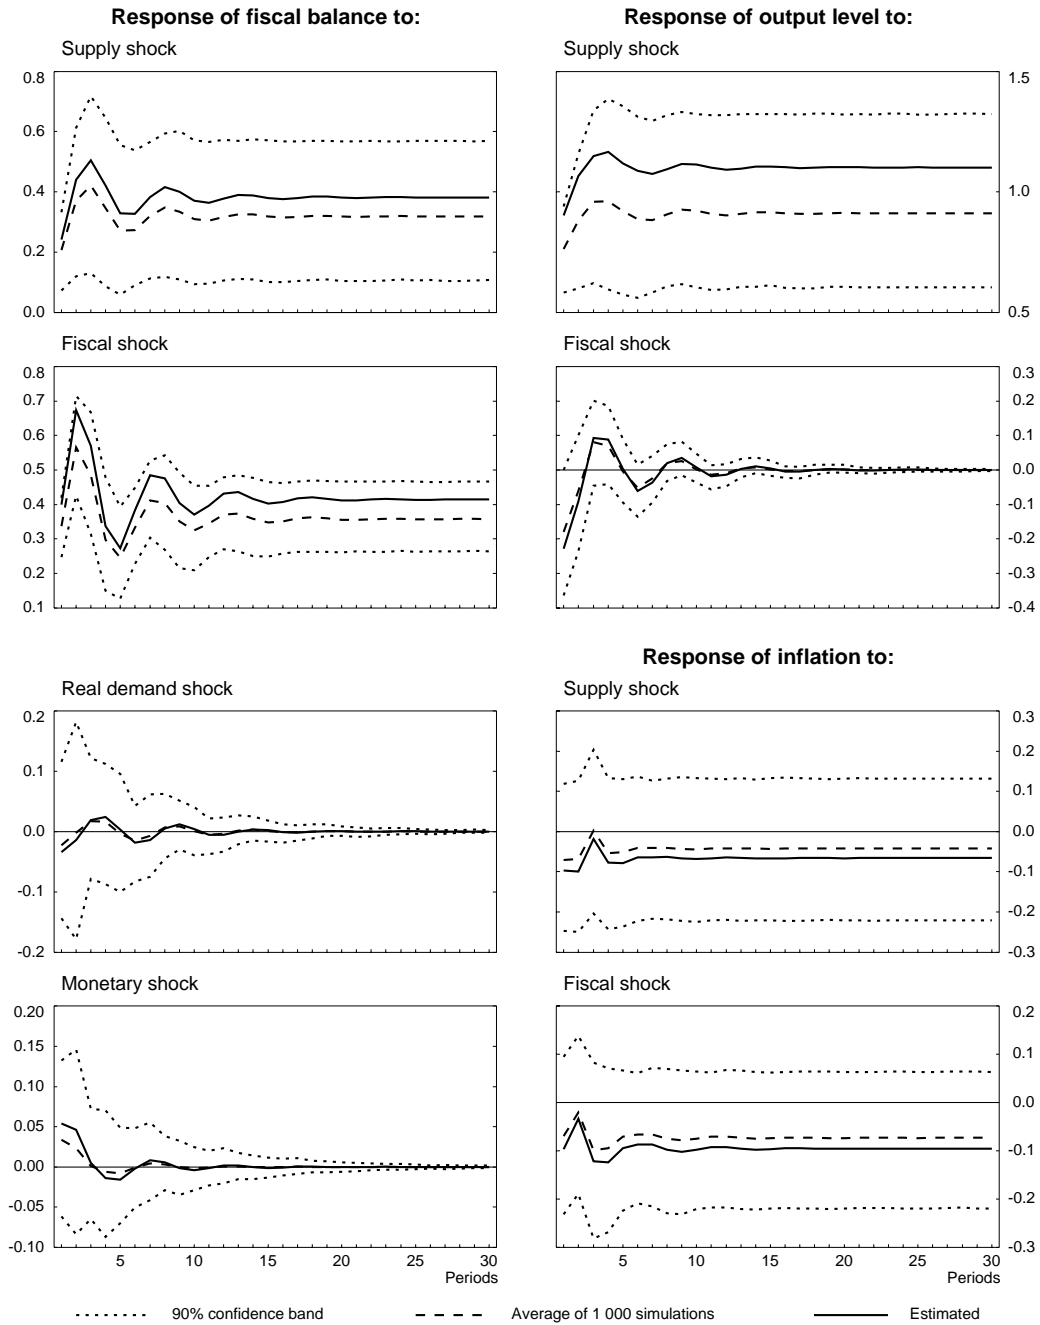 Response of fiscal balance to:
Response of output level to:
Supply shock
Supply shock
0.8
0.6
0.4
0.2
0.0
1.5
1.0
0.5
Fiscal shock
Fiscal shock
0.8
0.7
0.6
0.5
0.4
0.3
0.2
0.1
0.3
0.2
0.1
0.0
-0.1
-0.2
-0.3
-0.4
Response of inflation to:
Real demand shock
Supply shock
0.2
0.1
0.0
-0.1
-0.2
0.3
0.2
0.1
0.0
-0.1
-0.2
-0.3
Monetary shock
Fiscal shock
0.20
0.15
0.10
0.05
0.00
-0.05
-0.10
0.2
0.1
0.0
-0.1
-0.2
-0.3
5 10 15 20 25 30
Periods
5 10 15 20 25 30
Periods
90% confidence band
Average of 1 000 simulations
Estimated